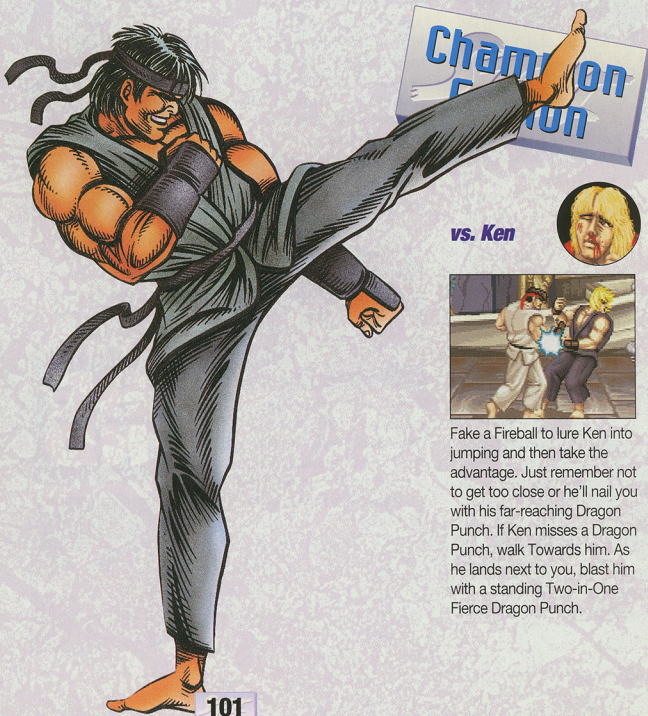 Champion
Edition
vs. Ken
Fake a Fireball to lure Ken into
jumping and then take the
advantage. Just remember not
to get too close or he'll nail you
with his far-reaching Dragon
Punch. If Ken misses a Dragon
Punch, walk Towards him. As
he lands next to you, blast him
with a standing Two-in-One
Fierce Dragon Punch.
101